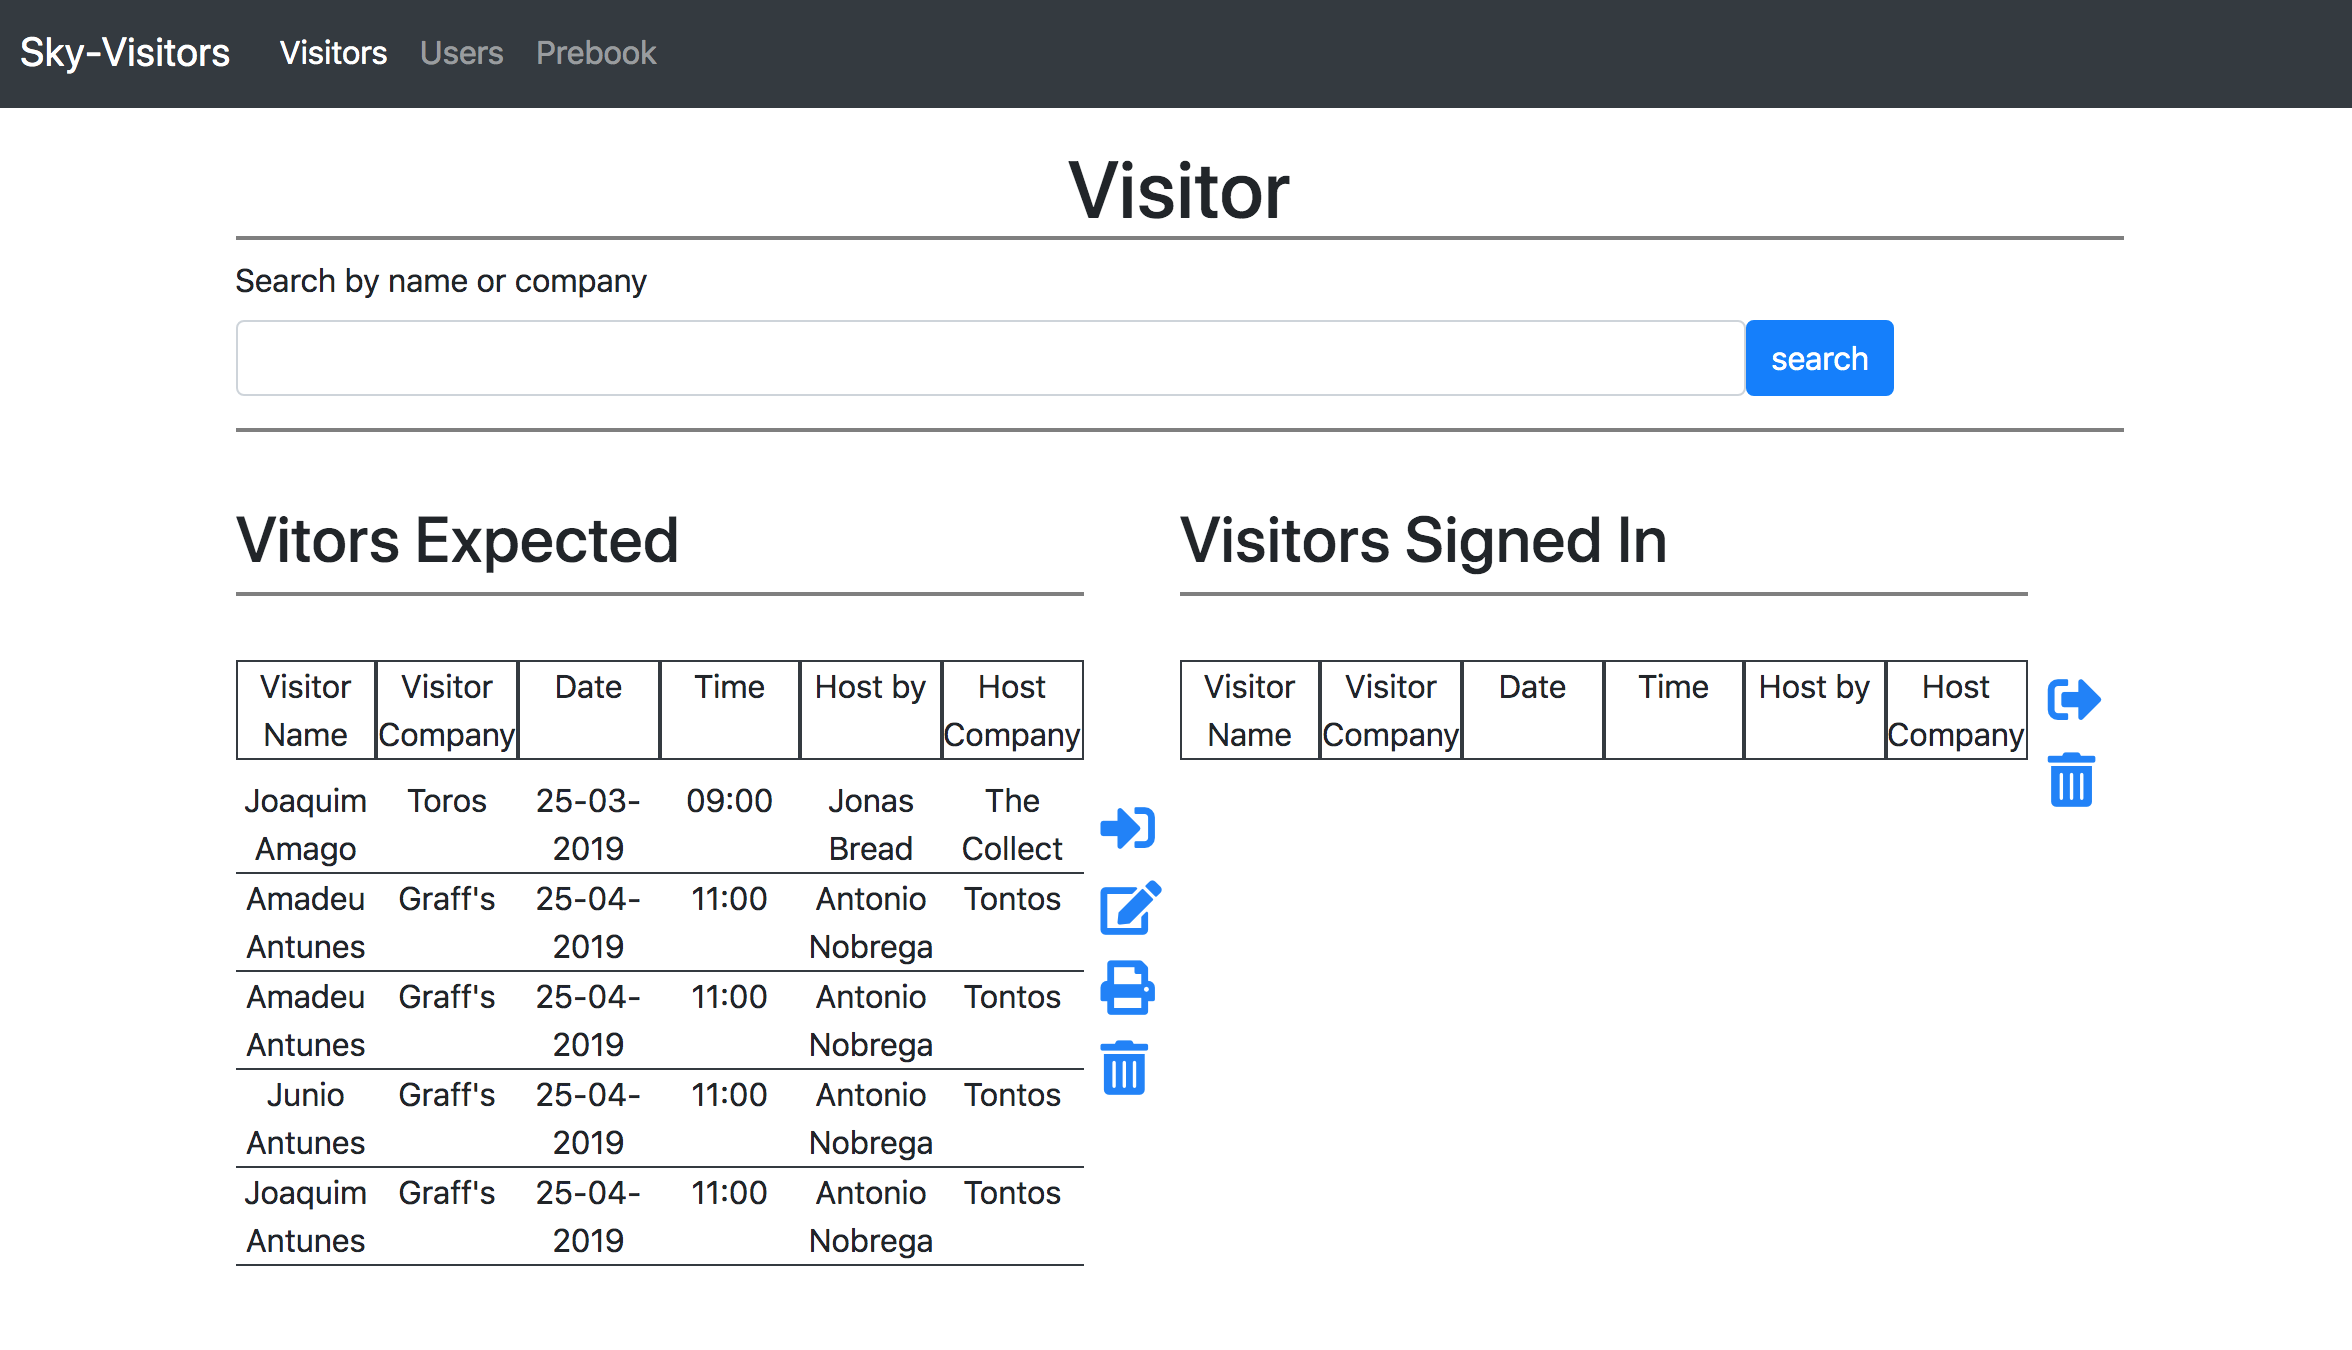 Sky-Visitors Visitors Users Prebook
Visitor
Search by name or company
search
Vitors Expected
Visitor Visitor Date Time Host by Host
Name Company Company
Joaquim Toros 25-03- 09:00 Jonas The
Amago 2019 Bread Collect
Amadeu Graff's 25-04- 11:00 Antonio Tontos
Antunes 2019 Nobrega
Amadeu Graff's 25-04- 11:00 Antonio Tontos
Antunes 2019 Nobrega
Junio Graff's 25-04- 11:00 Antonio Tontos
Antunes 2019 Nobrega
Joaquim Graff's 25-04- 11:00 Antonio Tontos
Antunes 2019 Nobrega
Visitors Signed In
Visitor Visitor Date Time Host by Host
Name Company Company